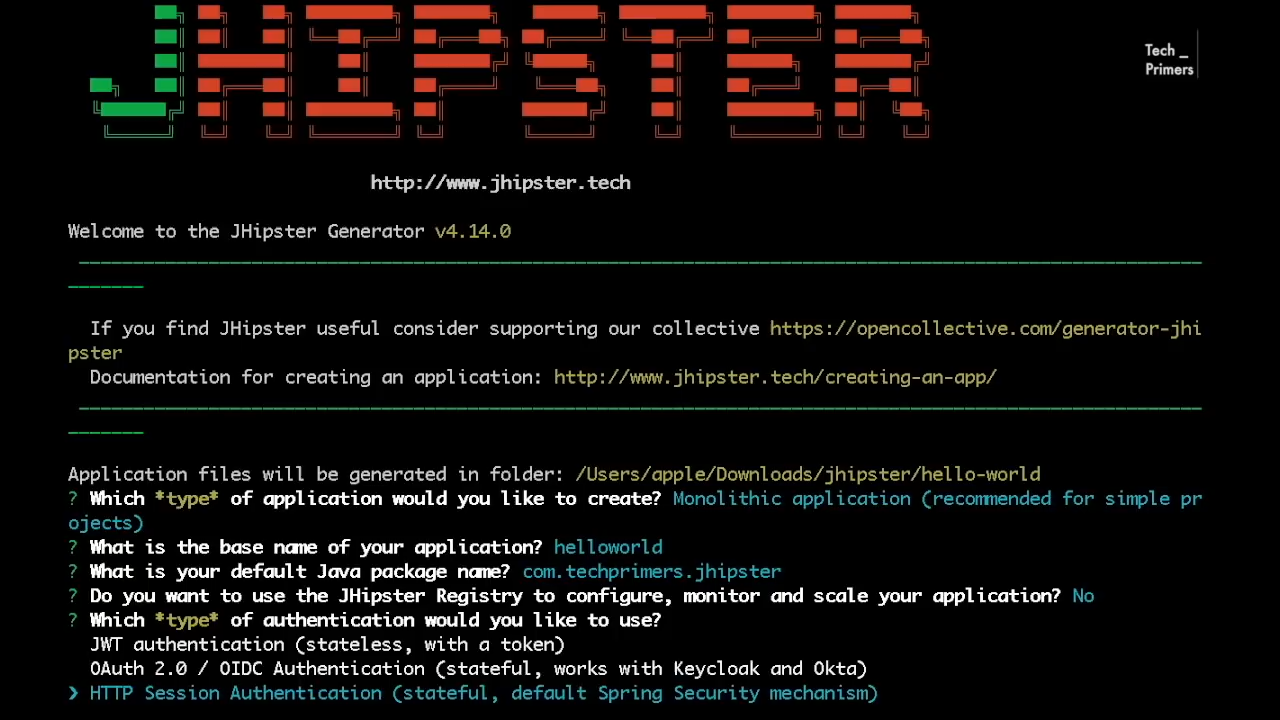 JHIPSTER
Tech _
Primers
http://www.jhipster.tech
Welcome to the JHipster Generator v4.14.0
If you find JHipster useful consider supporting our collective https://opencollective.com/generator-jhi
pster
Documentation for creating an application: http://www.jhipster.tech/creating-an-app/
Application files will be generated in folder: /Users/apple/Downloads/jhipster/hello-world
? Which *type* of application would you like to create? Monolithic application (recommended for simple pr
ojects)
? What is the base name of your application? helloworld
? What is your default Java package name? com.techprimers.jhipster
? Do you want to use the JHipster Registry to configure, monitor and scale your application? No
? Which *type* of authentication would you like to use?
JWT authentication (stateless, with a token)
OAuth 2.0 / OIDC Authentication (stateful, works with Keycloak and Okta)
❯ HTTP Session Authentication (stateful, default Spring Security mechanism)